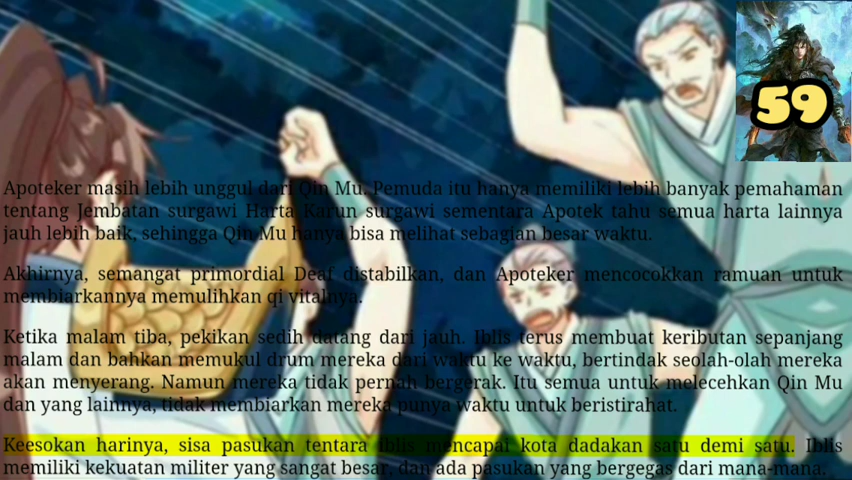 59
Apoteker masih lebih unggul dari Qin Mu. Pemuda itu hanya memiliki lebih banyak pemahaman
tentang Jembatan surgawi Harta Karun surgawi sementara Apotek tahu semua harta lainnya
jauh lebih baik, sehingga Qin Mu hanya bisa melihat sebagian besar waktu.
Akhirnya, semangat primordial Deaf distabilkan, dan Apoteker mencocokkan ramuan untuk
membiarkannya memulihkan qi vitalnya.
Ketika malam tiba, pekikan sedih datang dari jauh. Iblis terus membuat keributan sepanjang
malam dan bahkan memukul drum mereka dari waktu ke waktu, bertindak seolah-olah mereka
akan menyerang. Namun mereka tidak pernah bergerak. Itu semua untuk melecehkan Qin Mu
dan yang lainnya, tidak membiarkan mereka punya waktu untuk beristirahat.
Keesokan harinya, sisa pasukan tentara iblis mencapai kota dadakan satu demi satu. Iblis
memiliki kekuatan militer yang sangat besar, dan ada pasukan yang bergegas dari mana-mana.